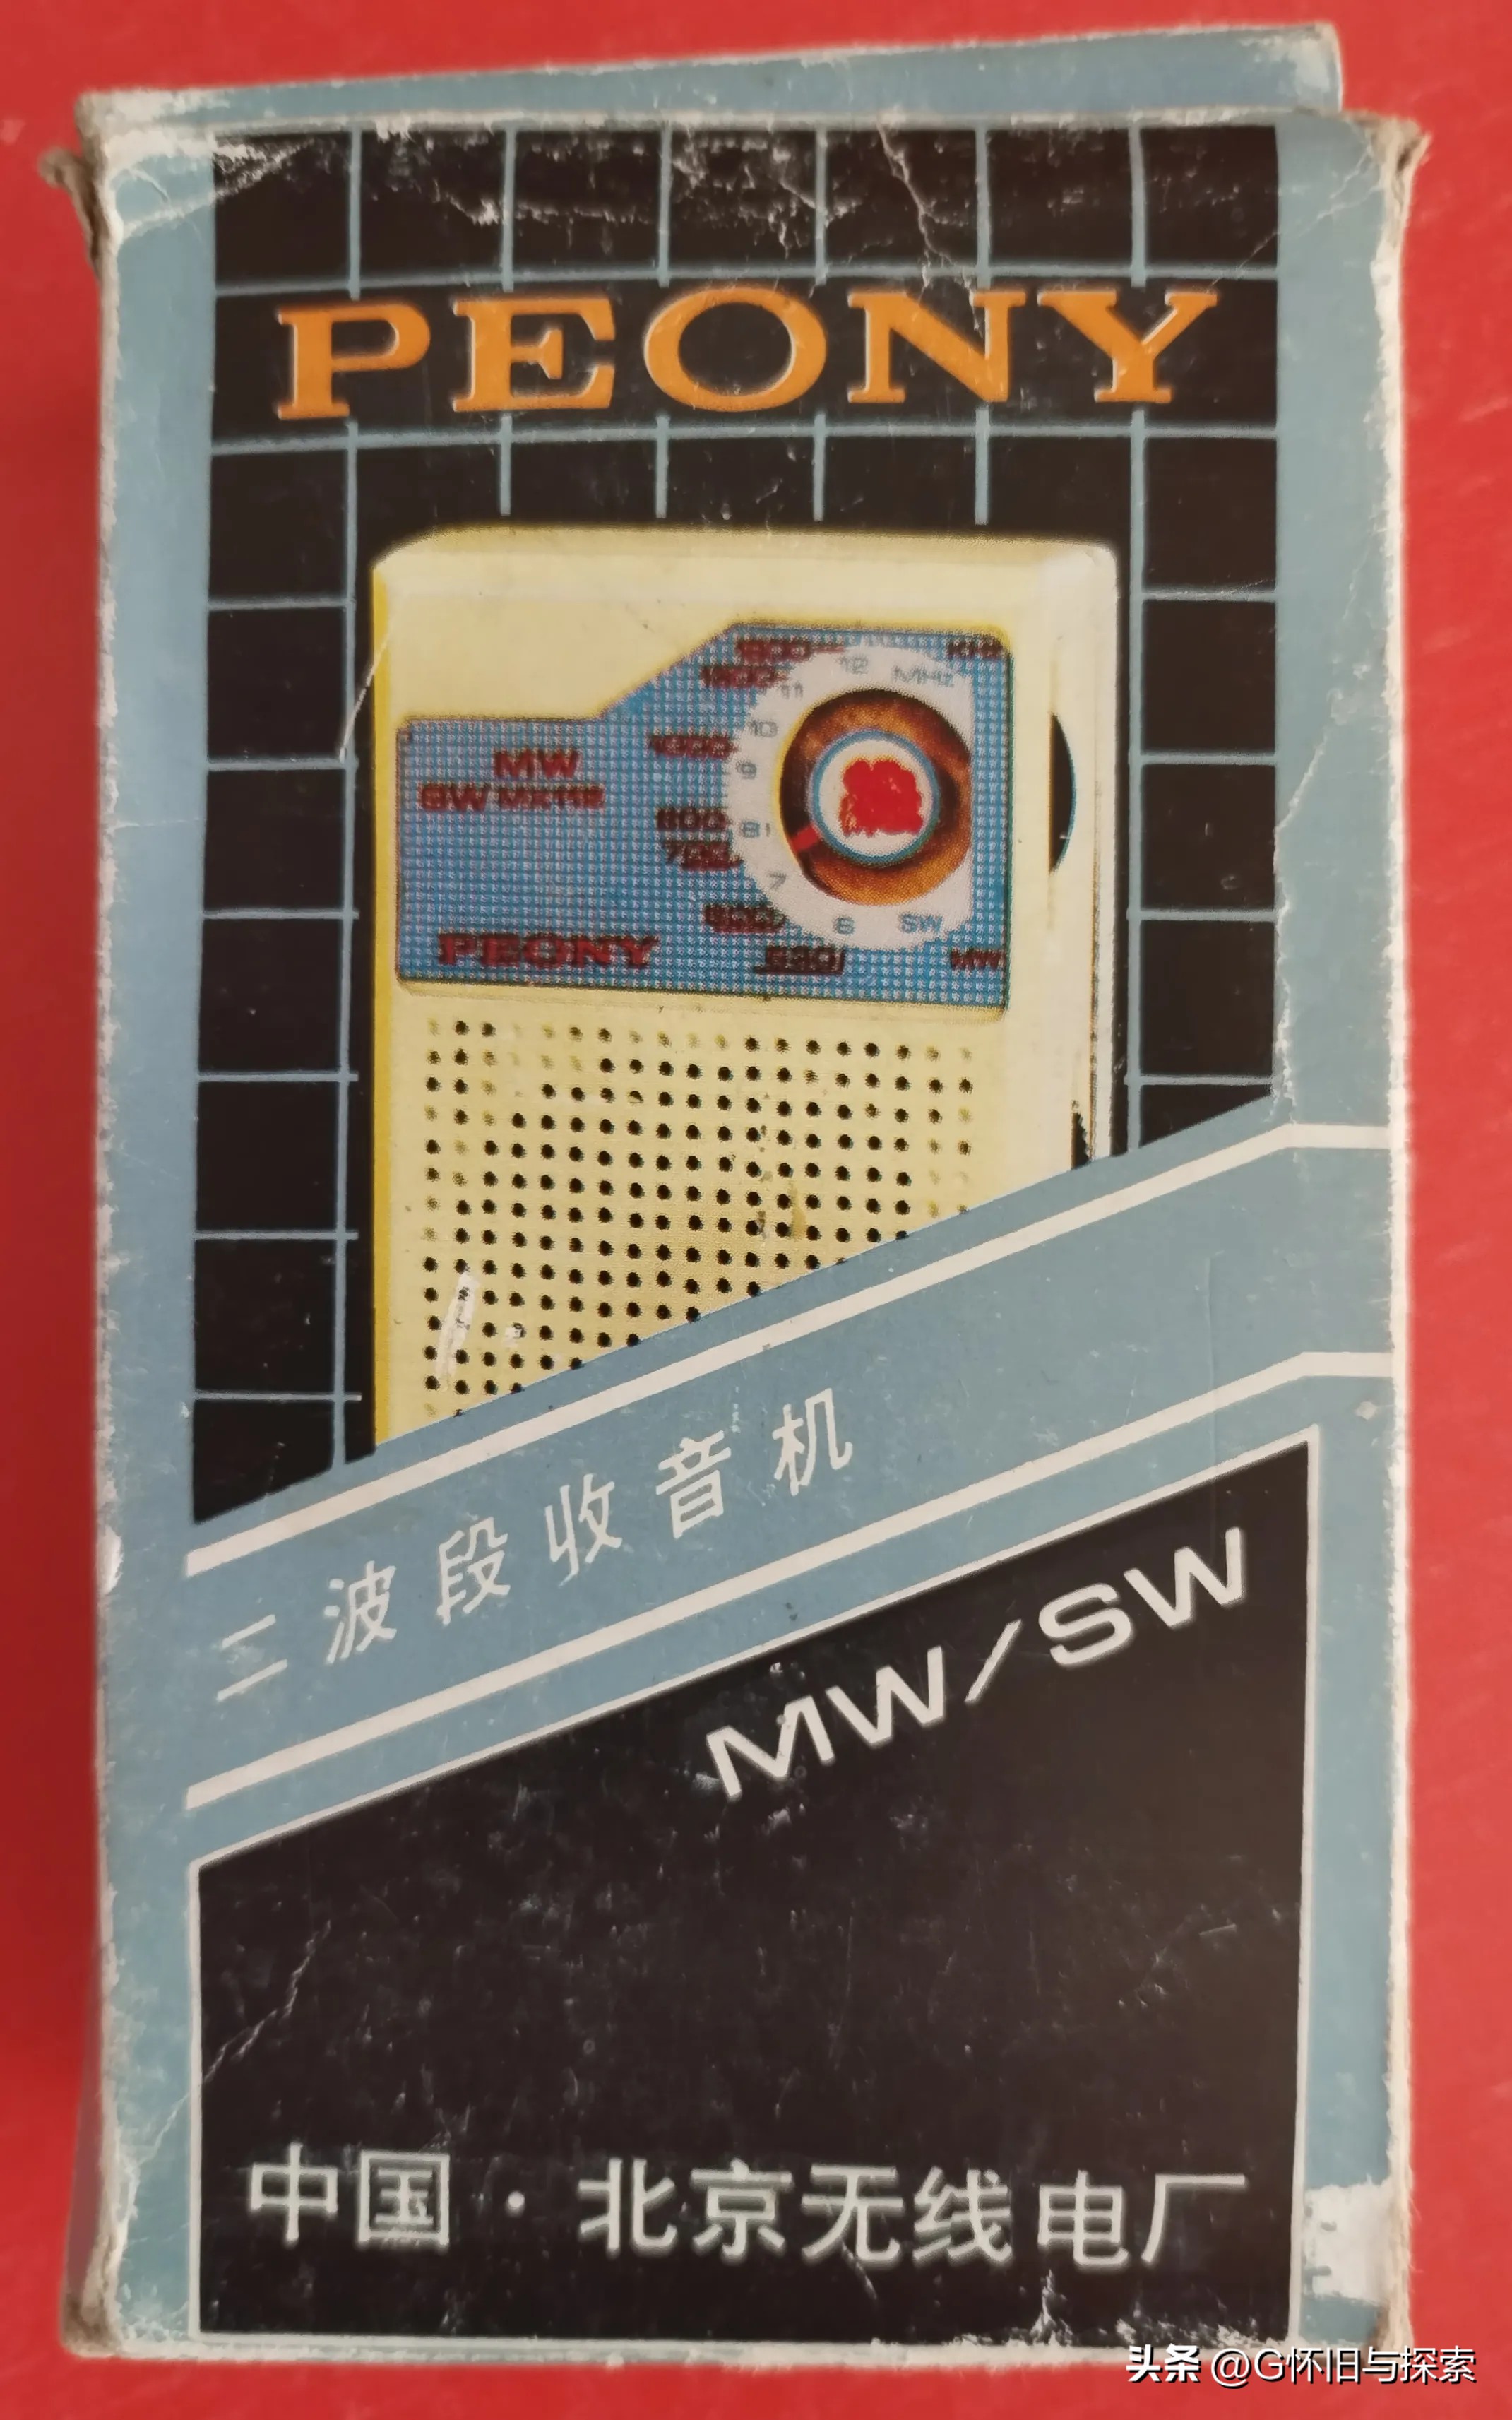 PEONY
12 MHz
11
10
1000
9
MW
SW
8
7
6 SW
PEONY
MW
二波段收音机
MW/SW
中国·北京无线电厂
头条 @G怀旧与探索